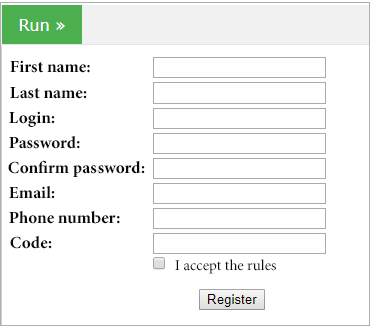 Run »
First name:
Last name:
Login:
Password:
Confirm password:
Email:
Phone number:
Code:
I accept the rules
Register